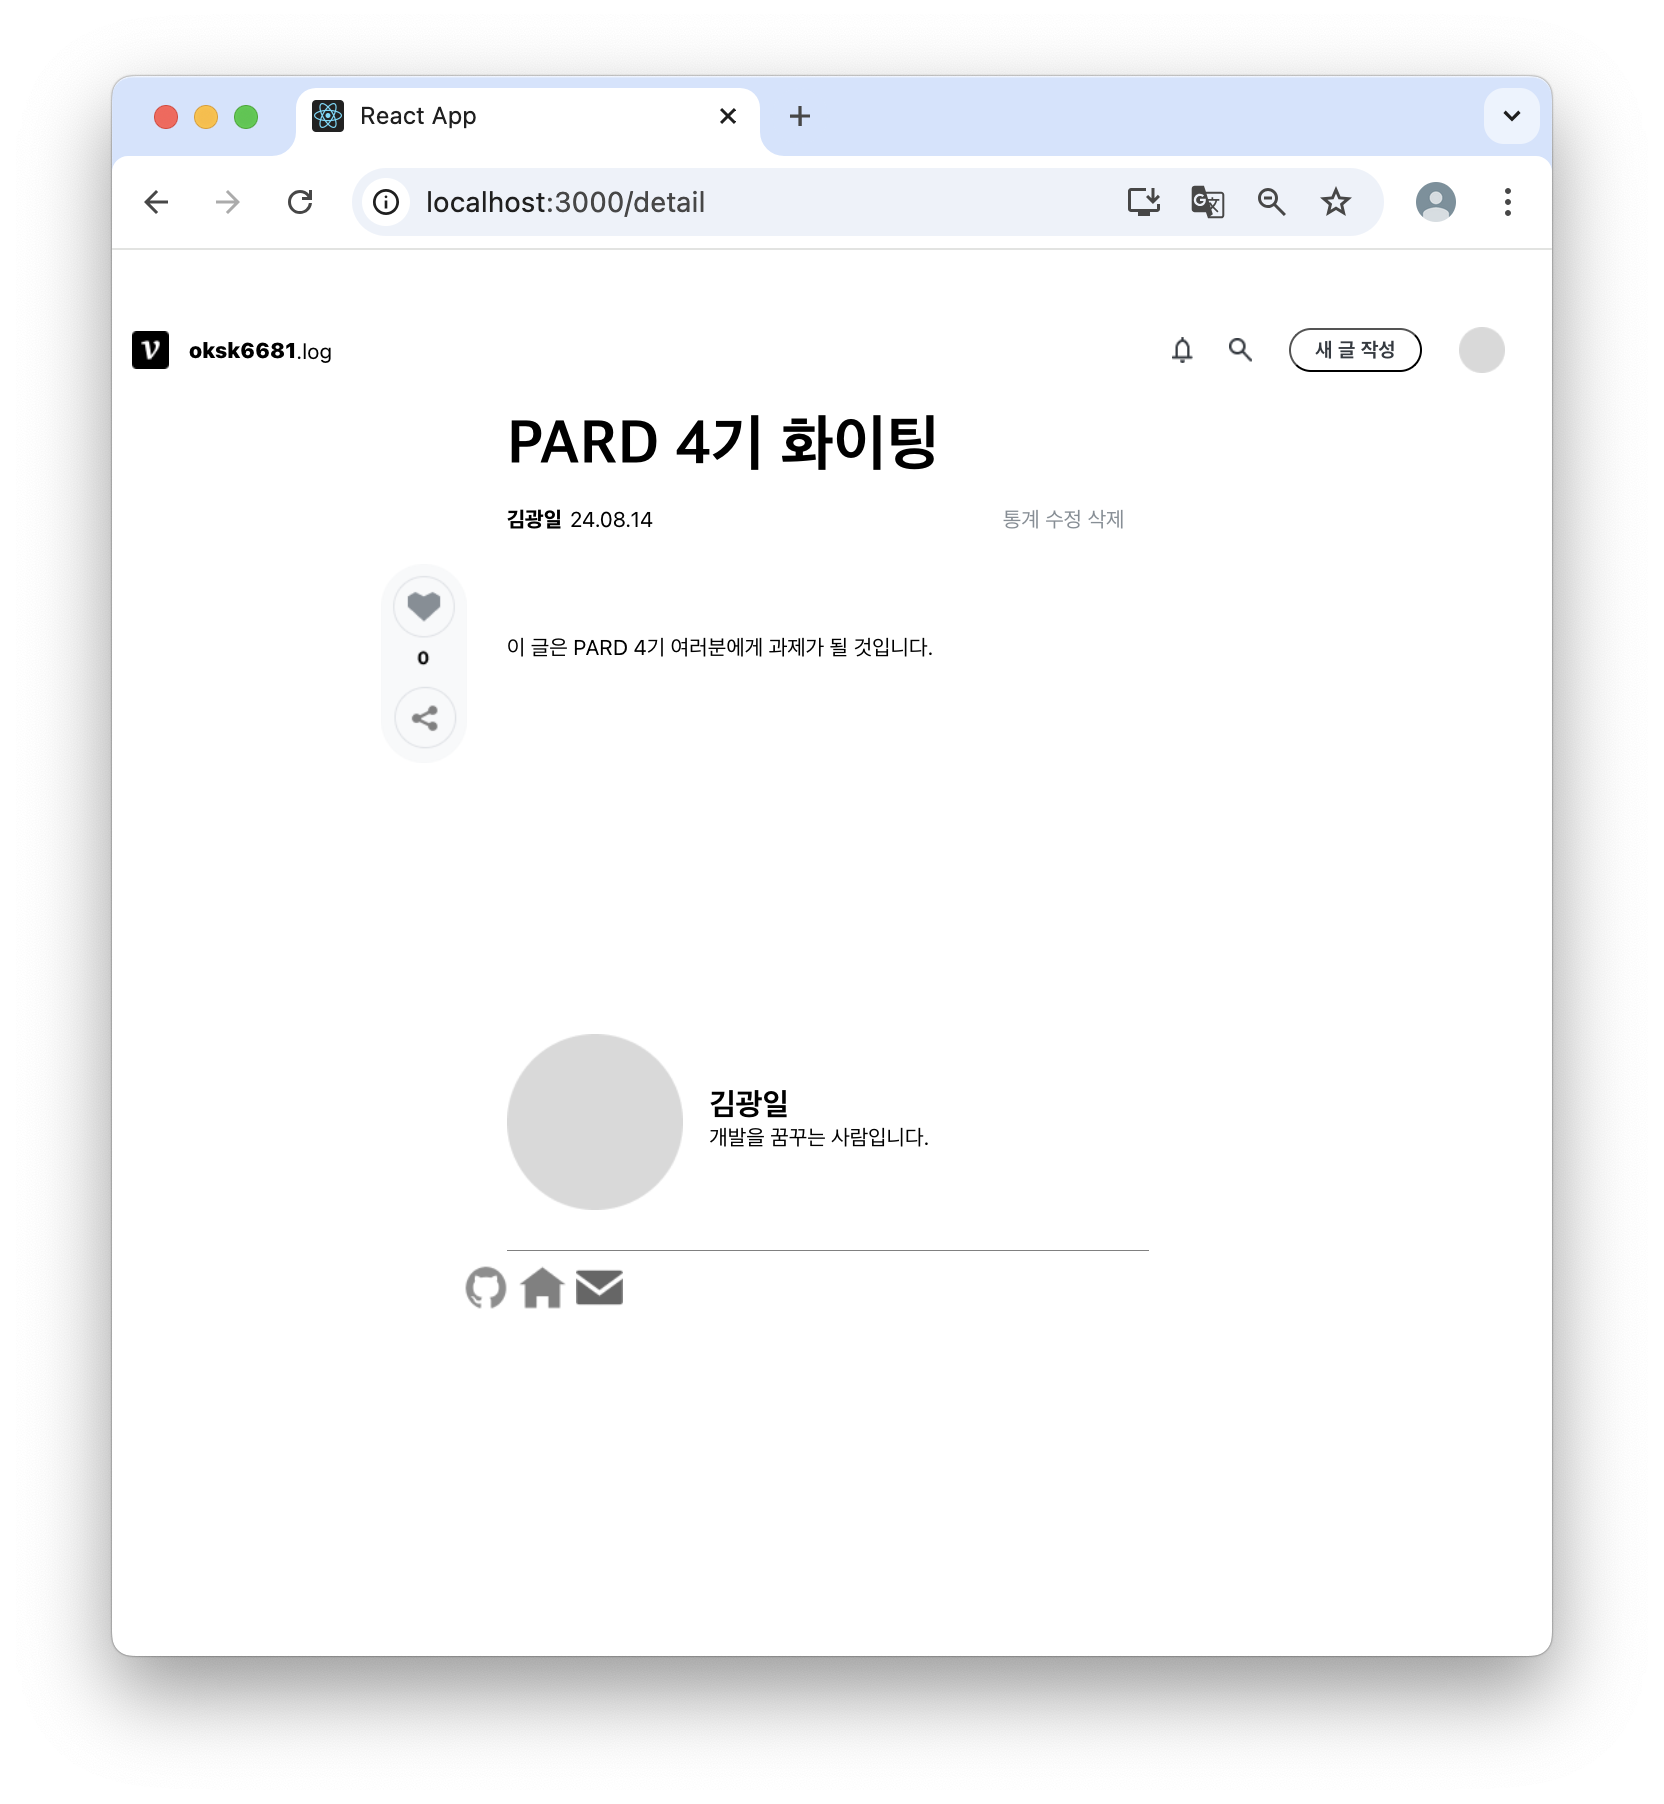 React App
localhost:3000/detail
oksk6681.log
새 글 작성
PARD 4기 화이팅
김광일 24.08.14
통계 수정 삭제
0
이 글은 PARD 4기 여러분에게 과제가 될 것입니다.
김광일
개발을 꿈꾸는 사람입니다.